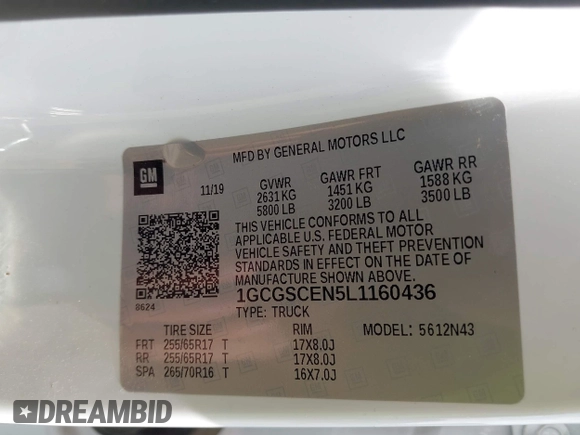 MFD BY GENERAL MOTORS LLC
GM
11/19
GVWR GAWR FRT GAWR RR
2631 KG 1451 KG 1588 KG
5800 LB 3200 LB 3500 LB
THIS VEHICLE CONFORMS TO ALL
APPLICABLE U.S. FEDERAL MOTOR
VEHICLE SAFETY AND THEFT PREVENTION
STANDARDS IN EFFECT ON THE DATE OF
MANUFACTURE SHOWN ABOVE.
1GCGSCEN5L1160436
8624
TYPE: TRUCK
TIRE SIZE RIM MODEL: 5612N43
FRT 255/65R17 T 17X8.0J
RR 255/65R17 T 17X8.0J
SPA 265/70R16 T 16X7.0J
DREAMBID